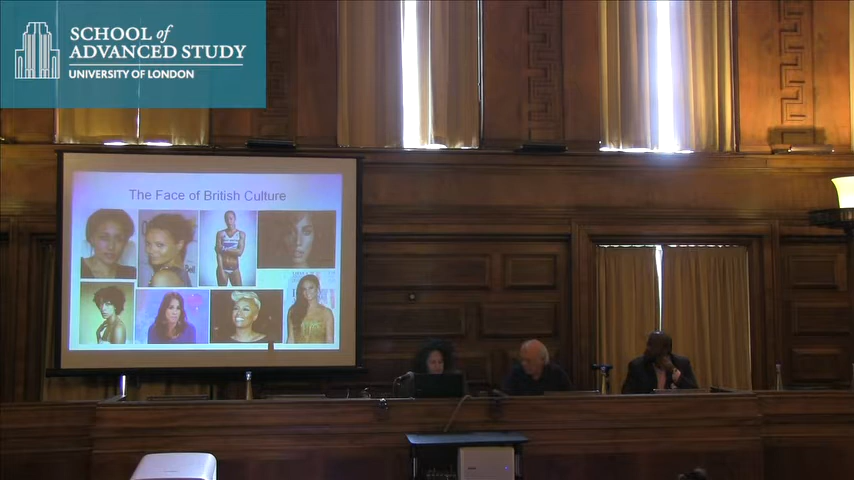 SCHOOL of
ADVANCED STUDY
UNIVERSITY OF LONDON
The Face of British Culture